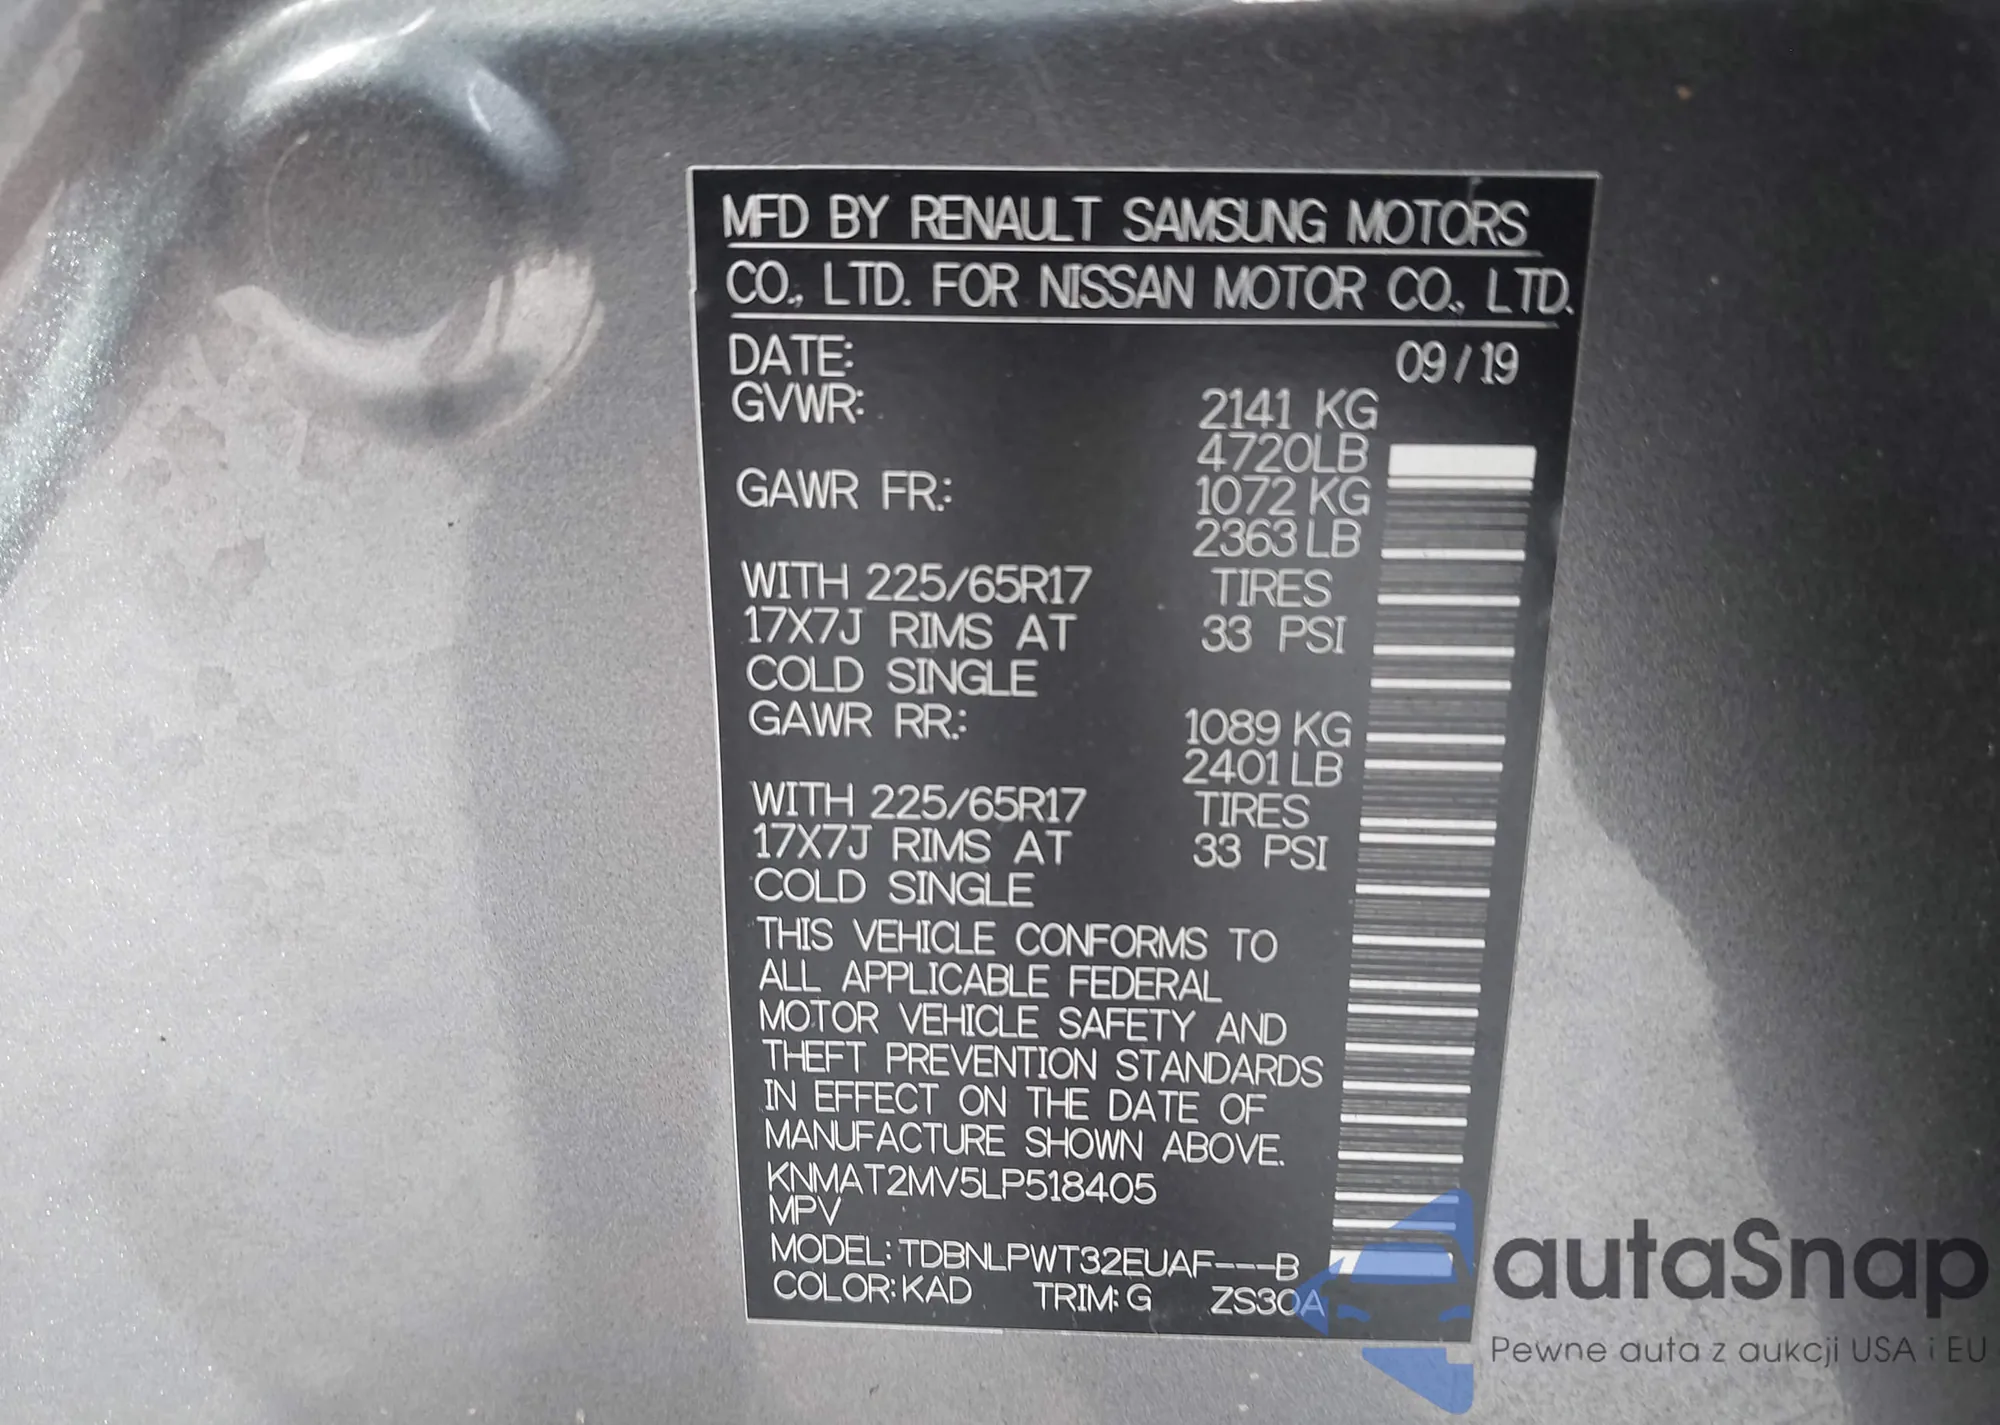 MFD BY RENAULT SAMSUNG MOTORS
CO., LTD. FOR NISSAN MOTOR CO., LTD.
DATE: 09/19
GVWR: 2141 KG
4720LB
GAWR FR.: 1072 KG
2363 LB
WITH 225/65R17 TIRES
17X7J RIMS AT 33 PSI
COLD SINGLE
GAWR RR.: 1089 KG
2401 LB
WITH 225/65R17 TIRES
17X7J RIMS AT 33 PSI
COLD SINGLE
THIS VEHICLE CONFORMS TO
ALL APPLICABLE FEDERAL
MOTOR VEHICLE SAFETY AND
THEFT PREVENTION STANDARDS
IN EFFECT ON THE DATE OF
MANUFACTURE SHOWN ABOVE.
KNMAT2MV5LP518405
MPV
MODEL: TDBNLPWT32EUAF---B
COLOR: KAD TRIM: G ZS30A
autaSnap
Pewne auta z aukcji USA i EU